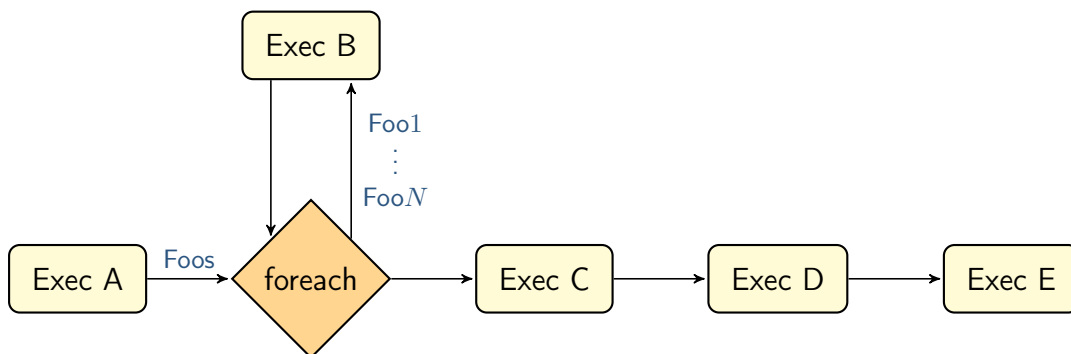 Exec B
Foo1
⋮
FooN
Foos
Exec A
foreach
Exec C
Exec D
Exec E